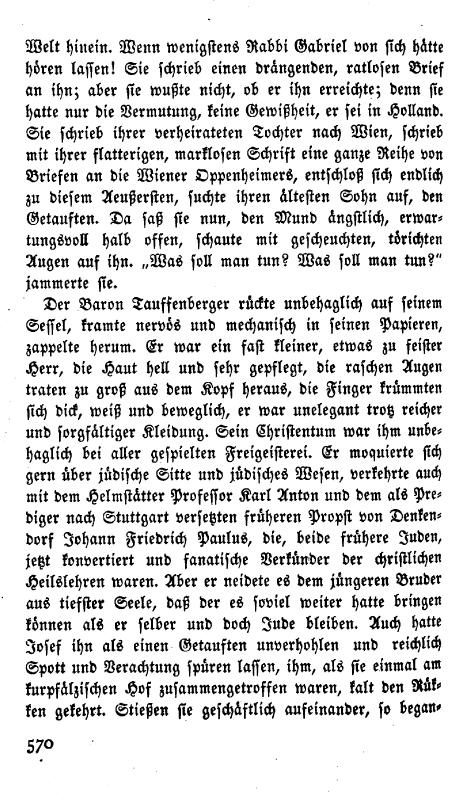 Welt hinein. Wenn wenigstens Rabbi Gabriel von sich hätte
hören lassen! Sie schrieb einen drängenden, ratlosen Brief
an ihn; aber sie wußte nicht, ob er ihn erreichte; denn sie
hatte nur die Vermutung, keine Gewißheit, er sei in Holland.
Sie schrieb ihrer verheirateten Tochter nach Wien, schrieb
mit ihrer flatterigen, marklosen Schrift eine ganze Reihe von
Briefen an die Wiener Oppenheimers, entschloß sich endlich
zu diesem Aeußersten, suchte ihren ältesten Sohn auf, den
Getauften. Da saß sie nun, den Mund ängstlich, erwar-
tungsvoll halb offen, schaute mit gescheuchten, törichten
Augen auf ihn. „Was soll man tun? Was soll man tun?"
jammerte sie.
Der Baron Tauffenberger rückte unbehaglich auf seinem
Sessel, kramte nervös und mechanisch in seinen Papieren,
zappelte herum. Er war ein fast kleiner, etwas zu feister
Herr, die Haut hell und sehr gepflegt, die raschen Augen
traten zu groß aus dem Kopf heraus, die Finger krümmten
sich dick, weiß und beweglich, er war unelegant trotz reicher
und sorgfältiger Kleidung. Sein Christentum war ihm unbe-
haglich bei aller gespielten Freigeisterei. Er moquierte sich
gern über jüdische Sitte und jüdisches Wesen, verkehrte auch
mit dem Helmstätter Professor Karl Anton und dem als Pre-
diger nach Stuttgart versetzten früheren Propst von Denken-
dorf Johann Friedrich Paulus, die, beide frühere Juden,
jetzt konvertiert und fanatische Verkünder der christlichen
Heilslehren waren. Aber er neidete es dem jüngeren Bruder
aus tiefster Seele, daß der es soviel weiter hatte bringen
können als er selber und doch Jude bleiben. Auch hatte
Josef ihn als einen Getauften unverhohlen und reichlich
Spott und Verachtung spüren lassen, ihm, als sie einmal am
kurpfälzischen Hof zusammengetroffen waren, kalt den Rük-
ken gekehrt. Stießen sie geschäftlich aufeinander, so began-
570